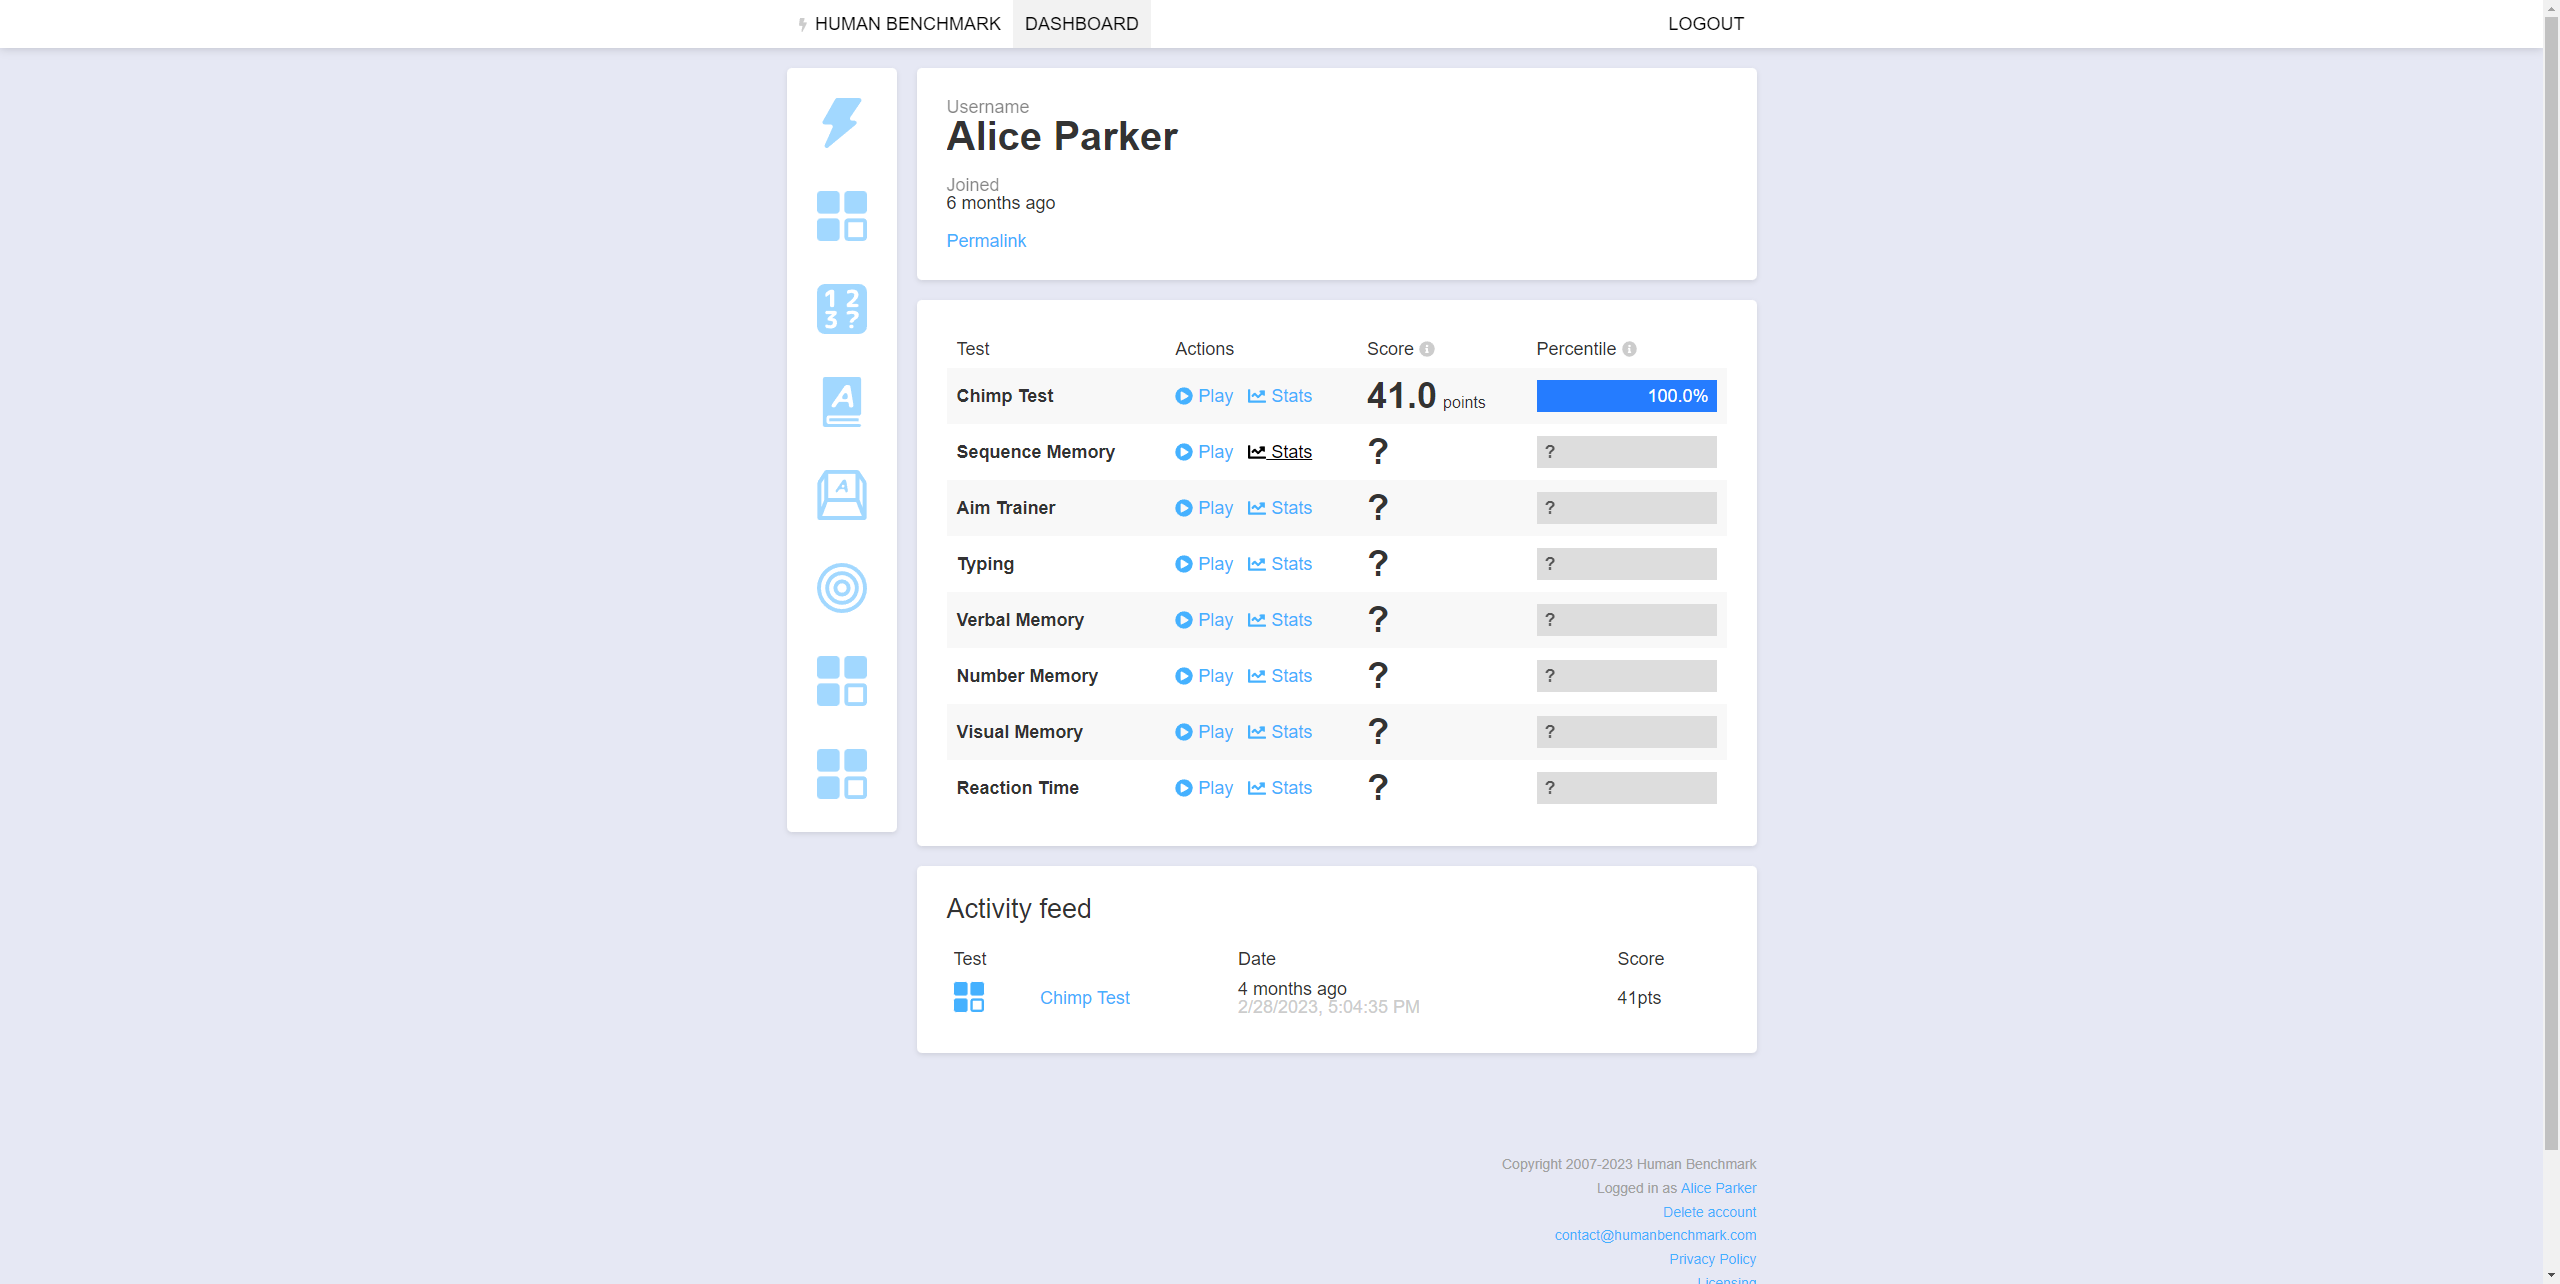 HUMAN BENCHMARK DASHBOARD LOGOUT
Username
Alice Parker
Joined
6 months ago
Permalink
1 2
3 ?
A
A
Test Actions Score Percentile
Chimp Test Play Stats 41.0 points 100.0%
Sequence Memory Play Stats ? ?
Aim Trainer Play Stats ? ?
Typing Play Stats ? ?
Verbal Memory Play Stats ? ?
Number Memory Play Stats ? ?
Visual Memory Play Stats ? ?
Reaction Time Play Stats ? ?
Activity feed
Test Date Score
Chimp Test 4 months ago 41pts
2/28/2023, 5:04:35 PM
Copyright 2007-2023 Human Benchmark
Logged in as Alice Parker
Delete account
contact@humanbenchmark.com
Privacy Policy
Licensing